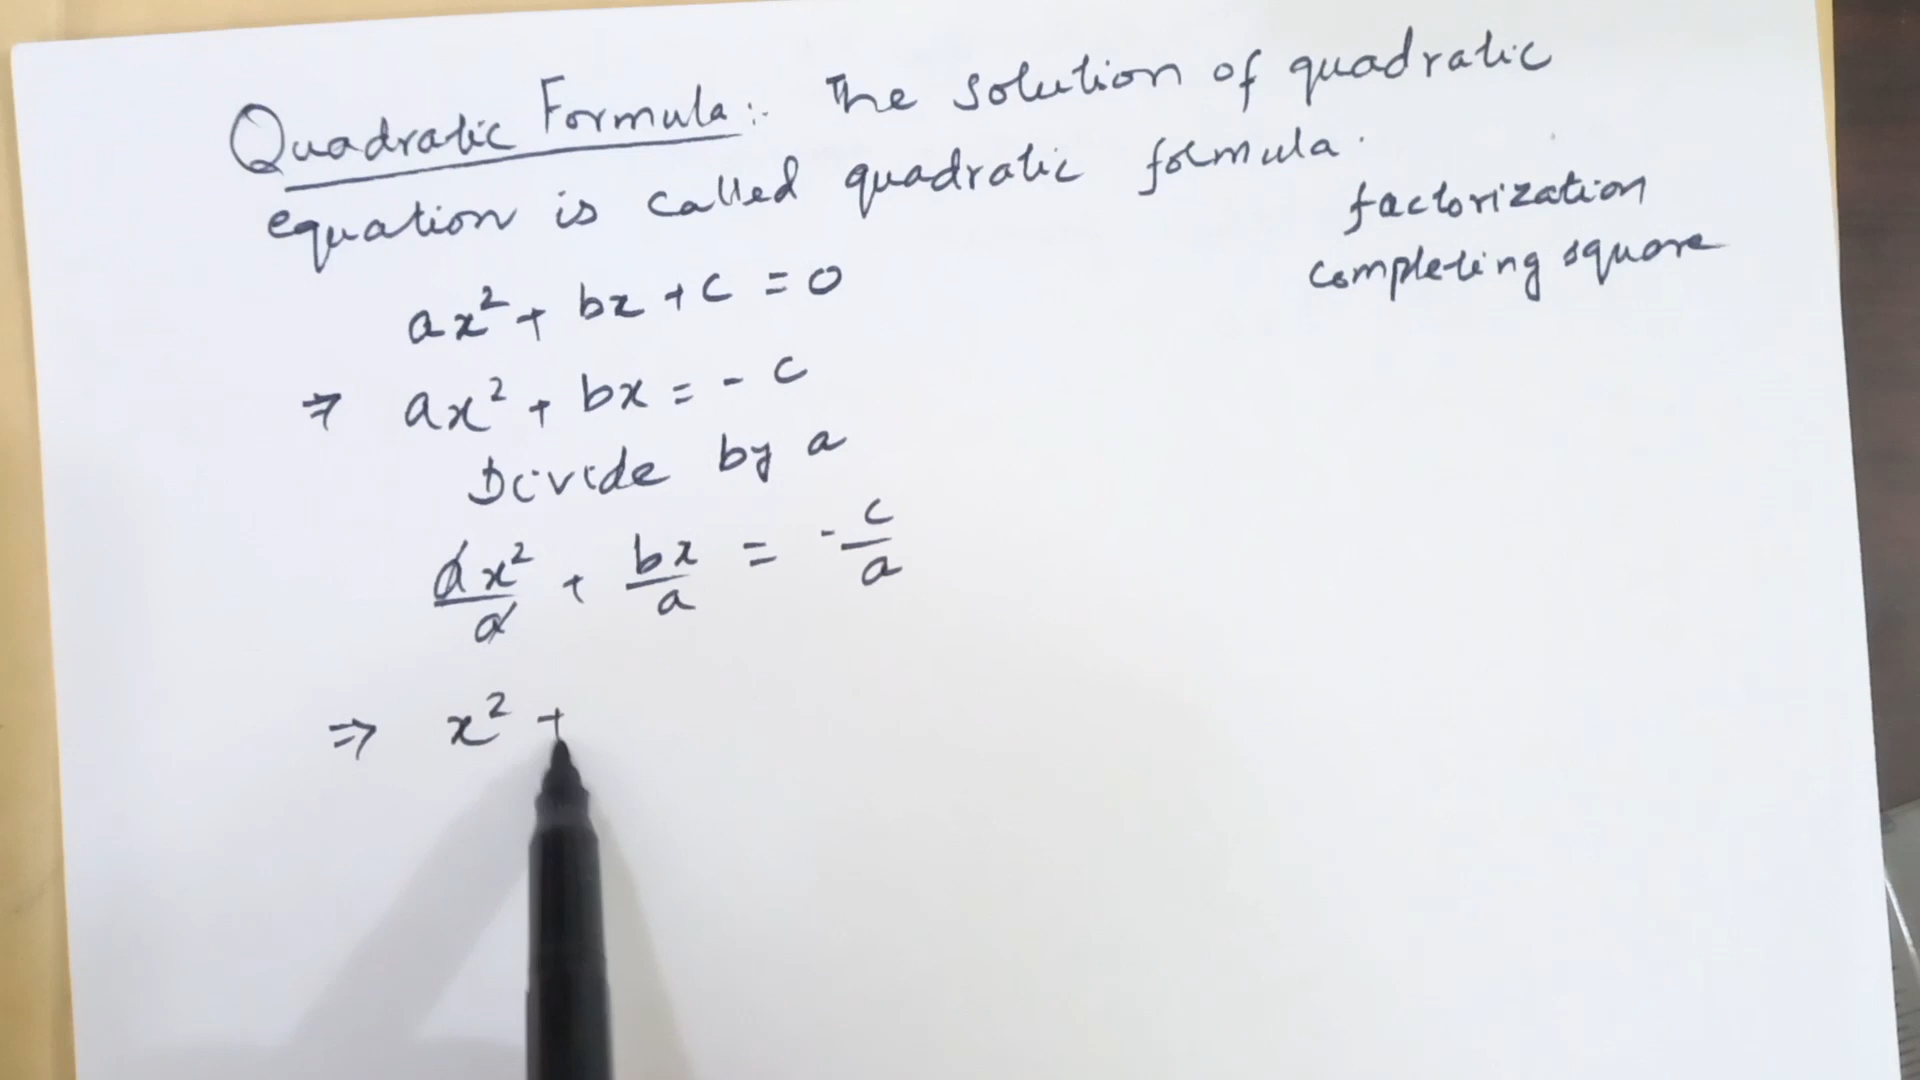 Quadratic Formula:. The solution of quadratic
equation is called quadratic formula.
factorization
completing square
ax² + bx + c = 0
⇒ ax² + bx = - c
Divide by a
ax²/a + bx/a = - c/a
⇒ x² +